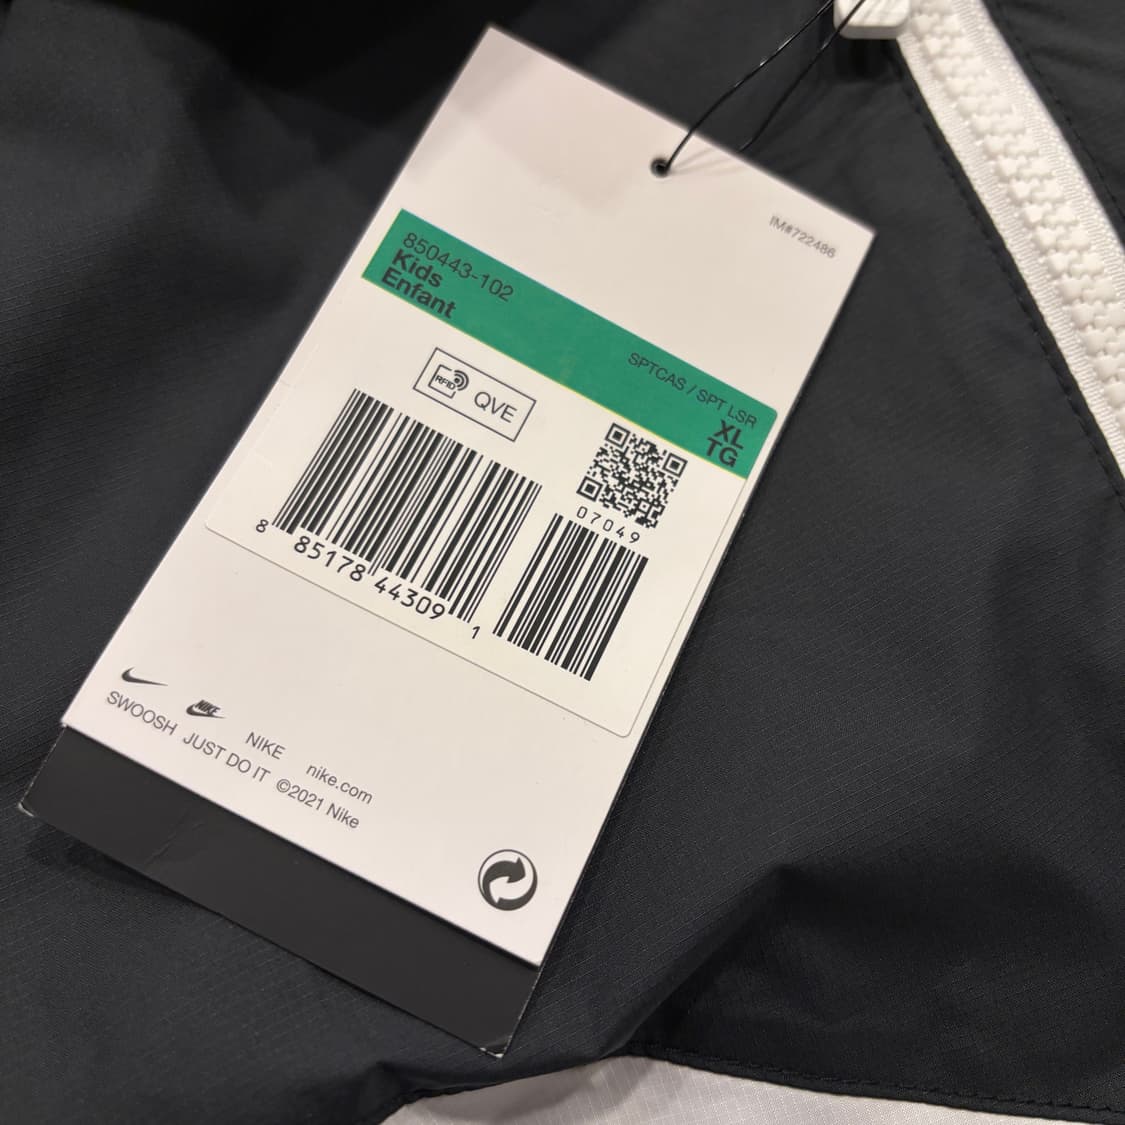 IM#722486
850443-102
Kids
Enfant
SPTCAS / SPT LSR
XL
TG
RFID QVE
07049
8 85178 44309 1
NIKE
SWOOSH NIKE nike.com
JUST DO IT ©2021 Nike